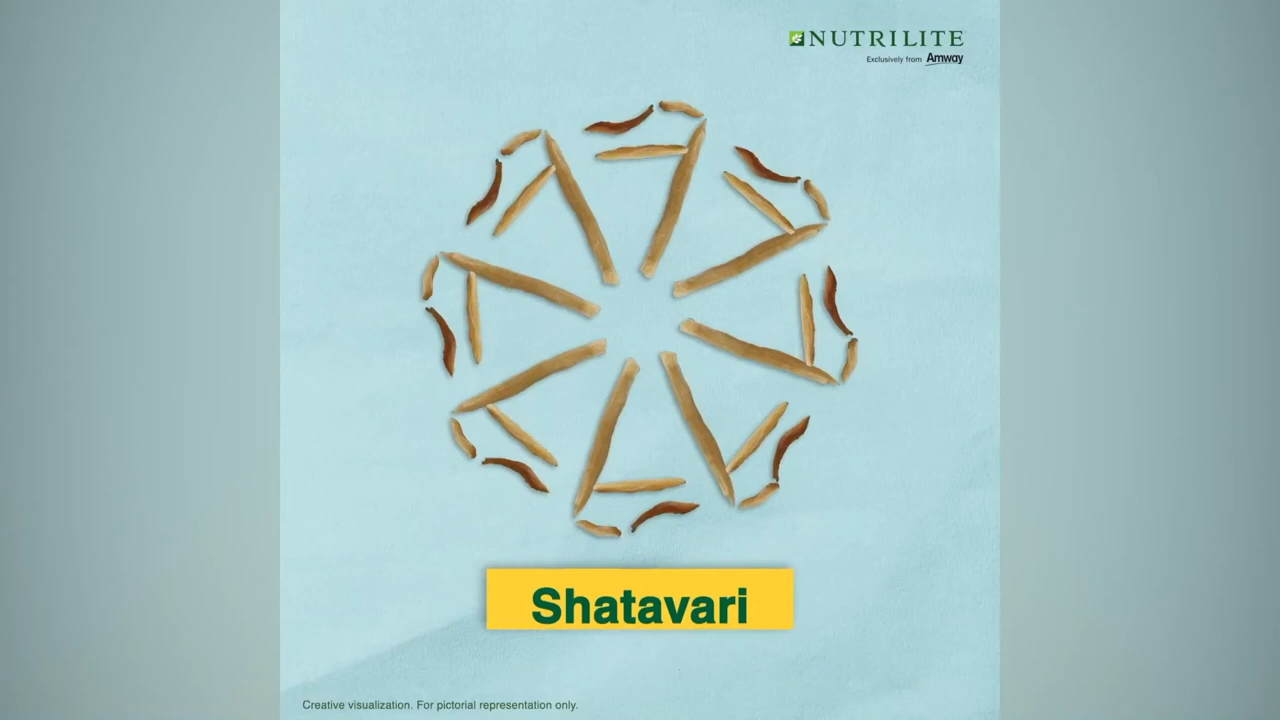 NUTRILITE
Exclusively from Amway
Shatavari
Creative visualization. For pictorial representation only.